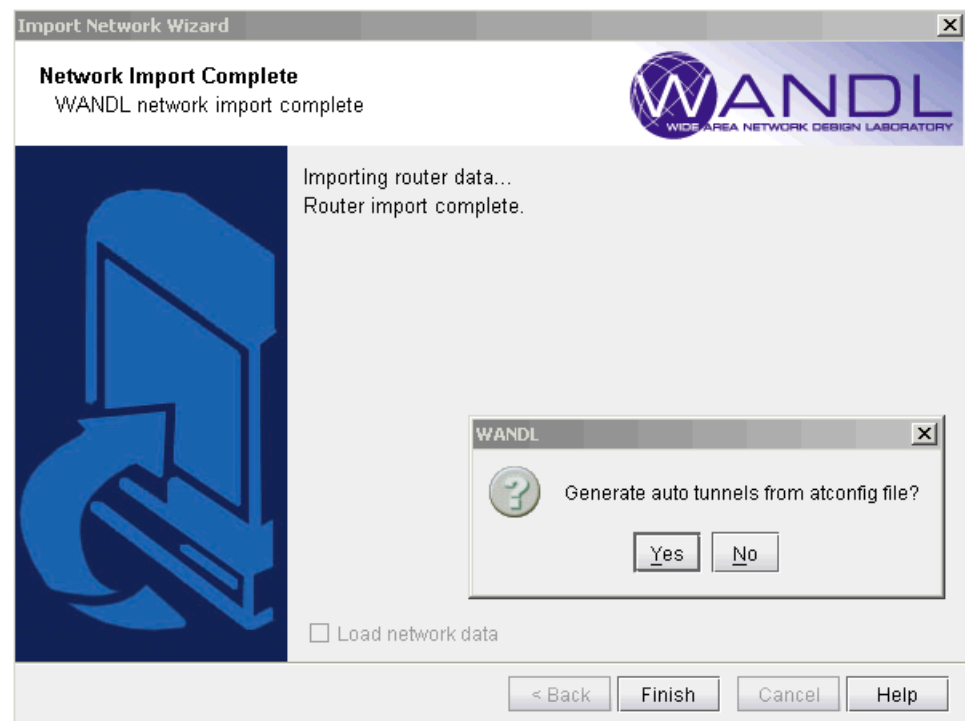 Import Network Wizard
Network Import Complete
WANDL network import complete
WANDL
WIDE AREA NETWORK DESIGN LABORATORY
Importing router data...
Router import complete.
WANDL
Generate auto tunnels from atconfig file?
Yes
No
Load network data
< Back
Finish
Cancel
Help